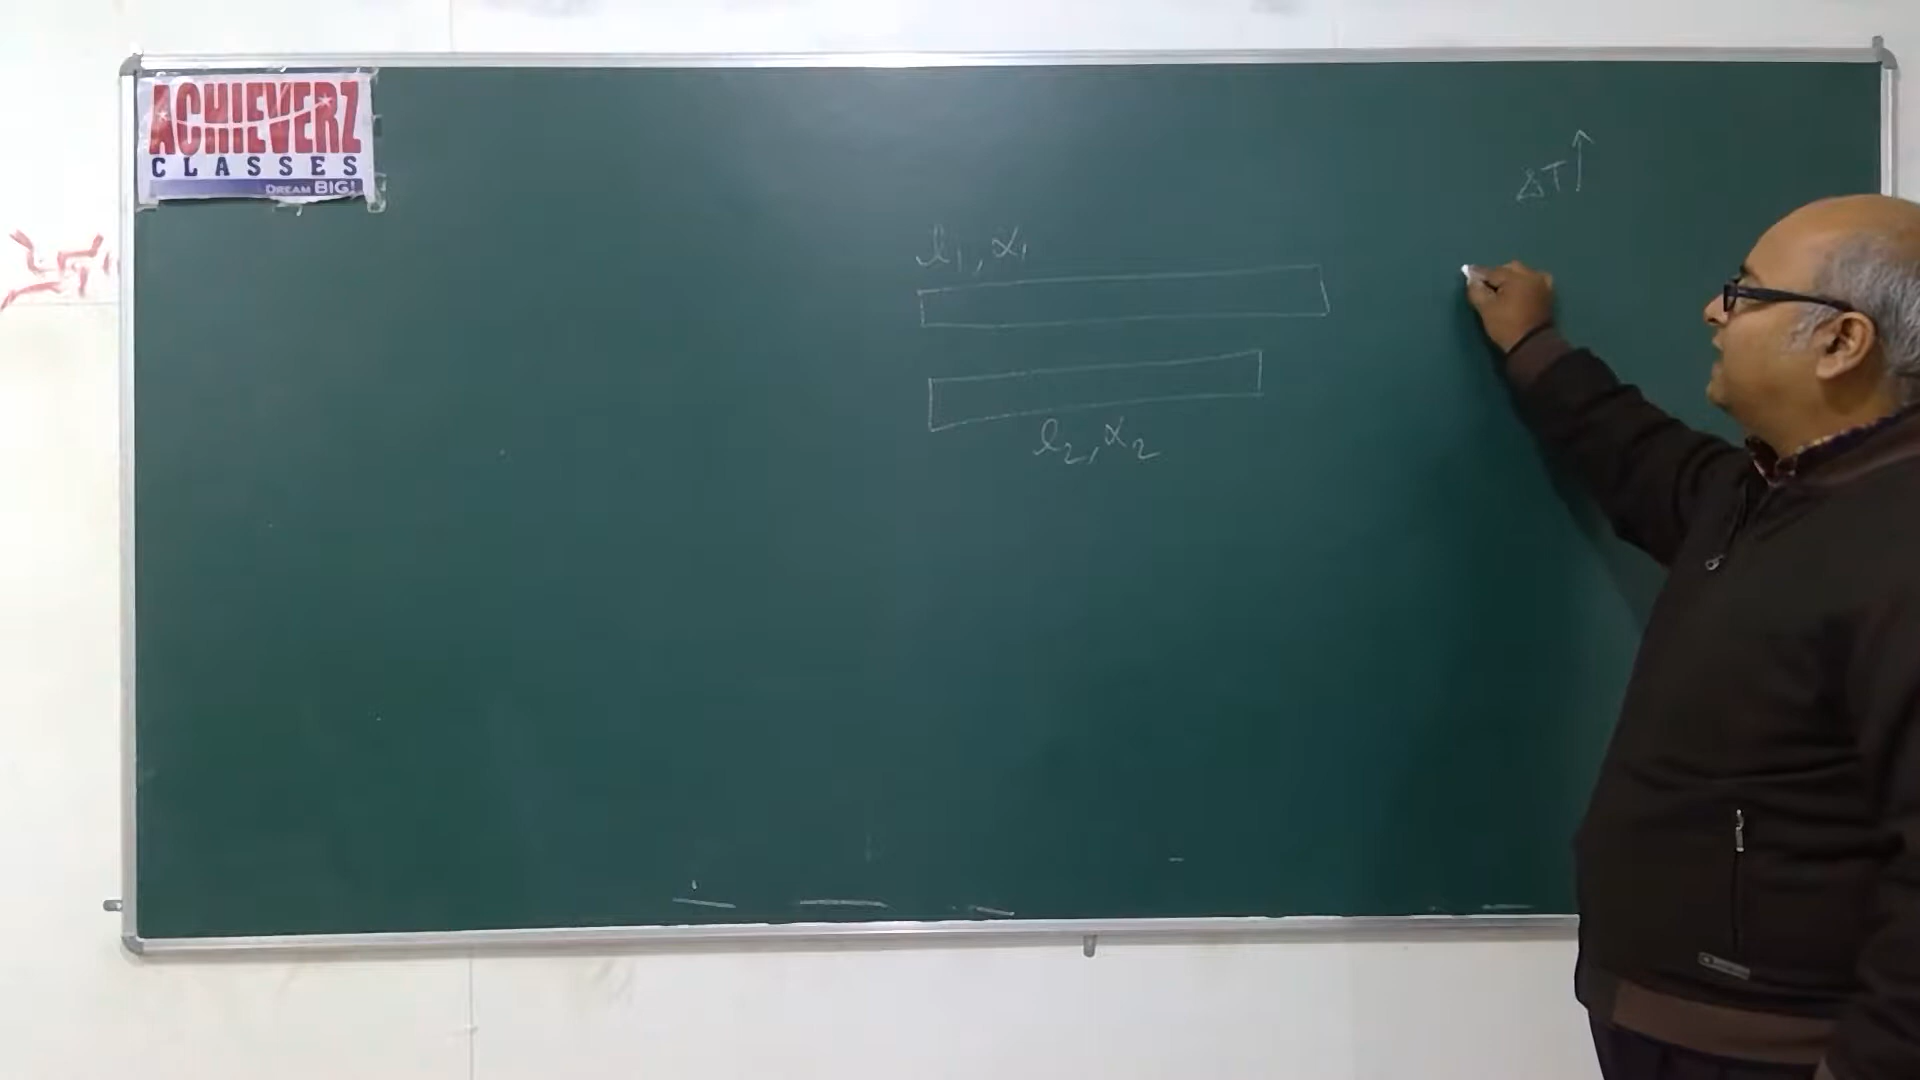 ACHIEVERZ
CLASSES
DREAM BIG!
ΔT↑
l₁, α₁
l₂, α₂